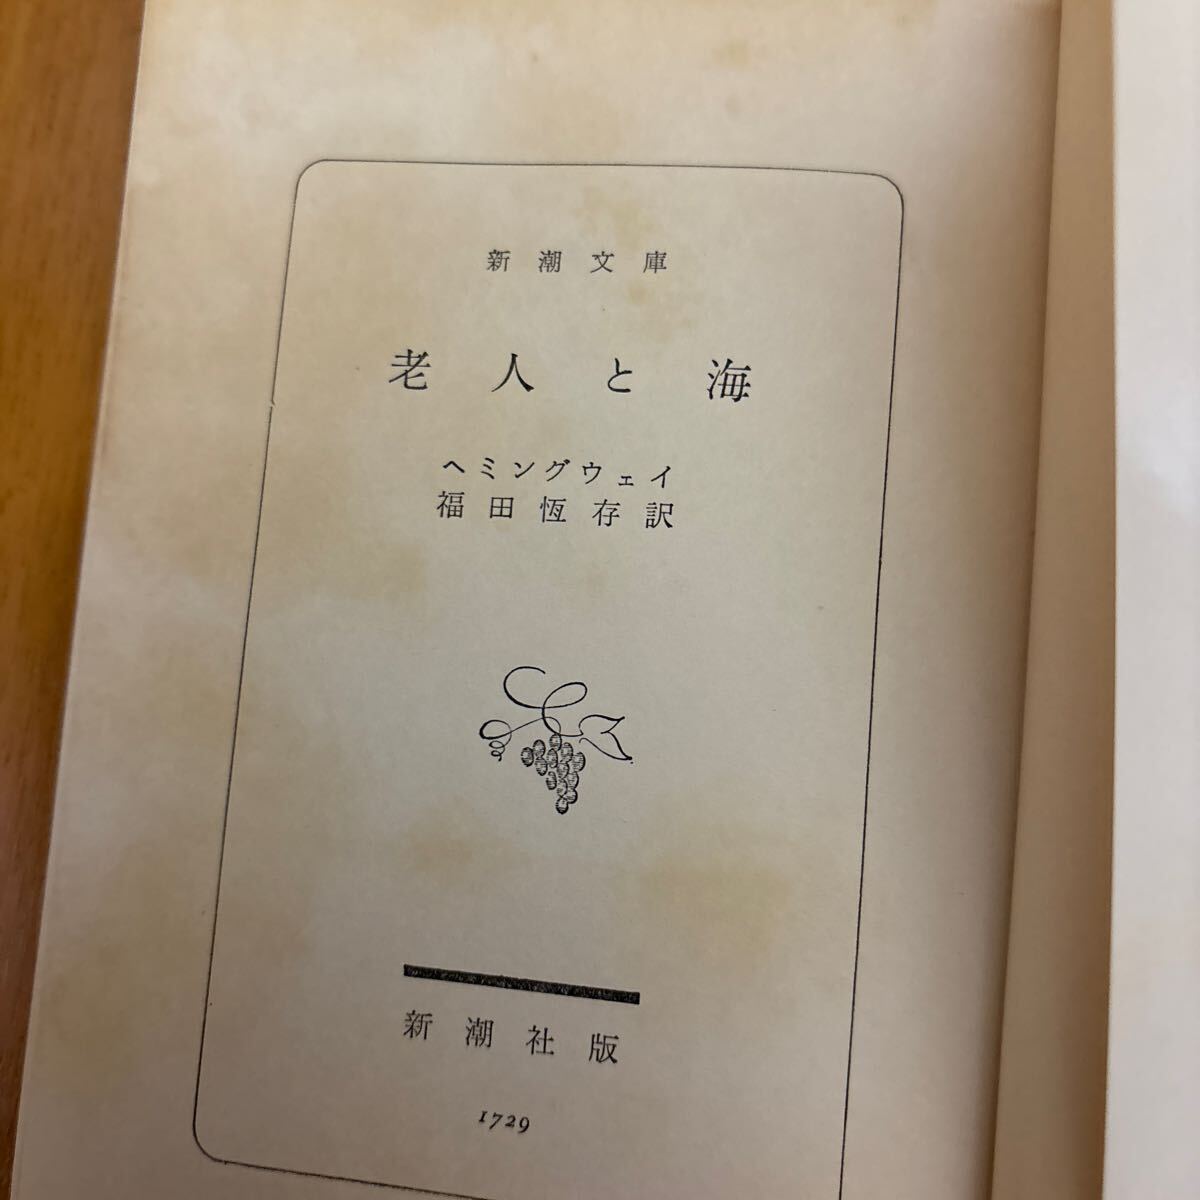 新潮文庫
老人と海
ヘミングウェイ
福田恆存訳
新潮社版
1729